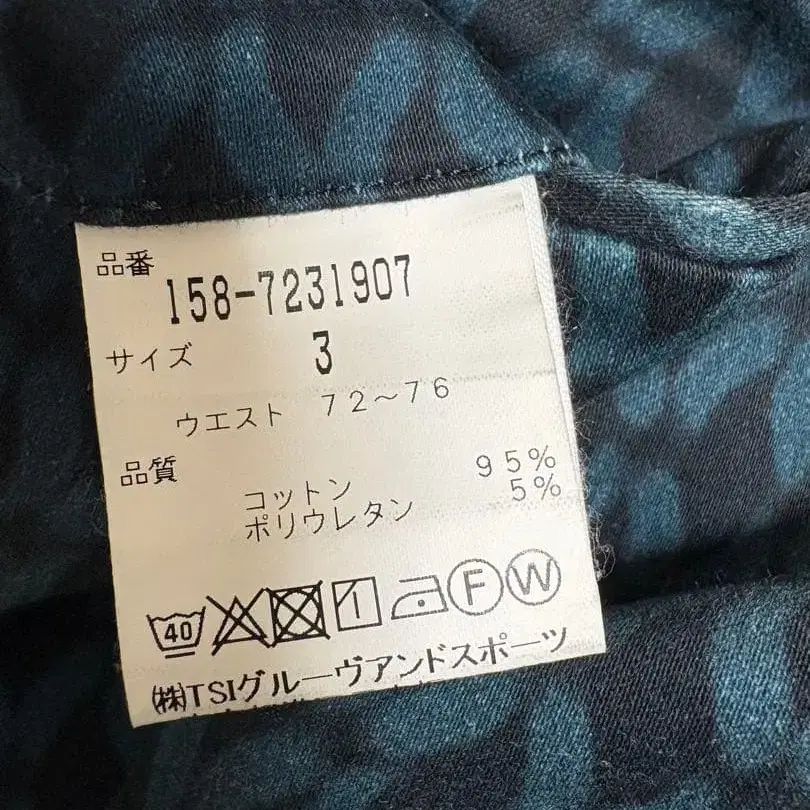 品番
158-7231907
サイズ 3
ウエスト 72~76
品質
コットン 95%
ポリウレタン 5%
40 F W
㈱TSIグルーヴアンドスポーツ